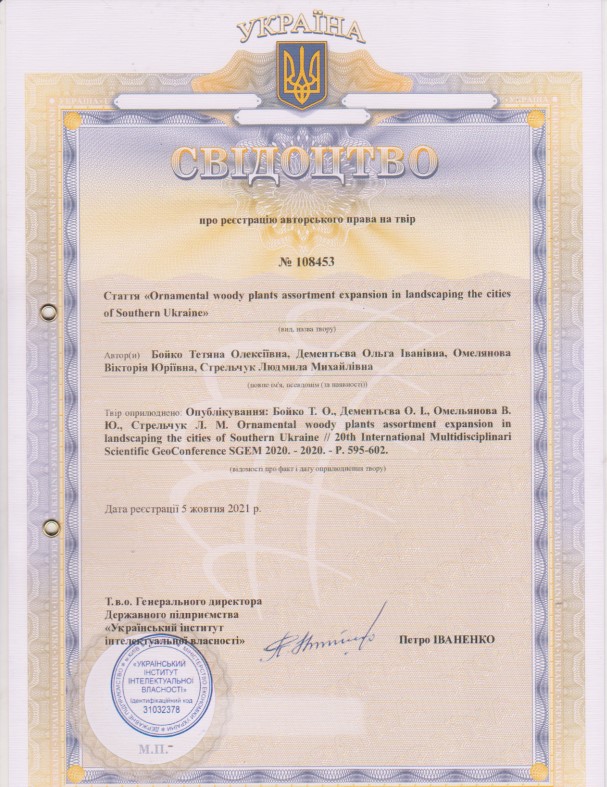 УКРАЇНА
СВІДОЦТВО
про реєстрацію авторського права на твір
№ 108453
Стаття «Ornamental woody plants assortment expansion in landscaping the cities
of Southern Ukraine»
(вид, назва твору)
Автор(и) Бойко Тетяна Олексіївна, Дементьєва Ольга Іванівна, Омелянова
Вікторія Юріївна, Стрельчук Людмила Михайлівна
(повне ім'я, псевдонім (за наявності))
Твір оприлюднено: Опублікування: Бойко Т. О., Дементьєва О. І., Омельянова В.
Ю., Стрельчук Л. М. Ornamental woody plants assortment expansion in
landscaping the cities of Southern Ukraine // 20th International Multidisciplinari
Scientific GeoConference SGEM 2020. - 2020. - P. 595-602.
(відомості про факт і дату оприлюднення твору)
Дата реєстрації 5 жовтня 2021 р.
Т.в.о. Генерального директора
Державного підприємства
«Український інститут
інтелектуальної власності»
Петро ІВАНЕНКО
"УКРАЇНСЬКИЙ
ІНСТИТУТ
ІНТЕЛЕКТУАЛЬНОЇ
ВЛАСНОСТІ"
Ідентифікаційний код
31032378
М.П.